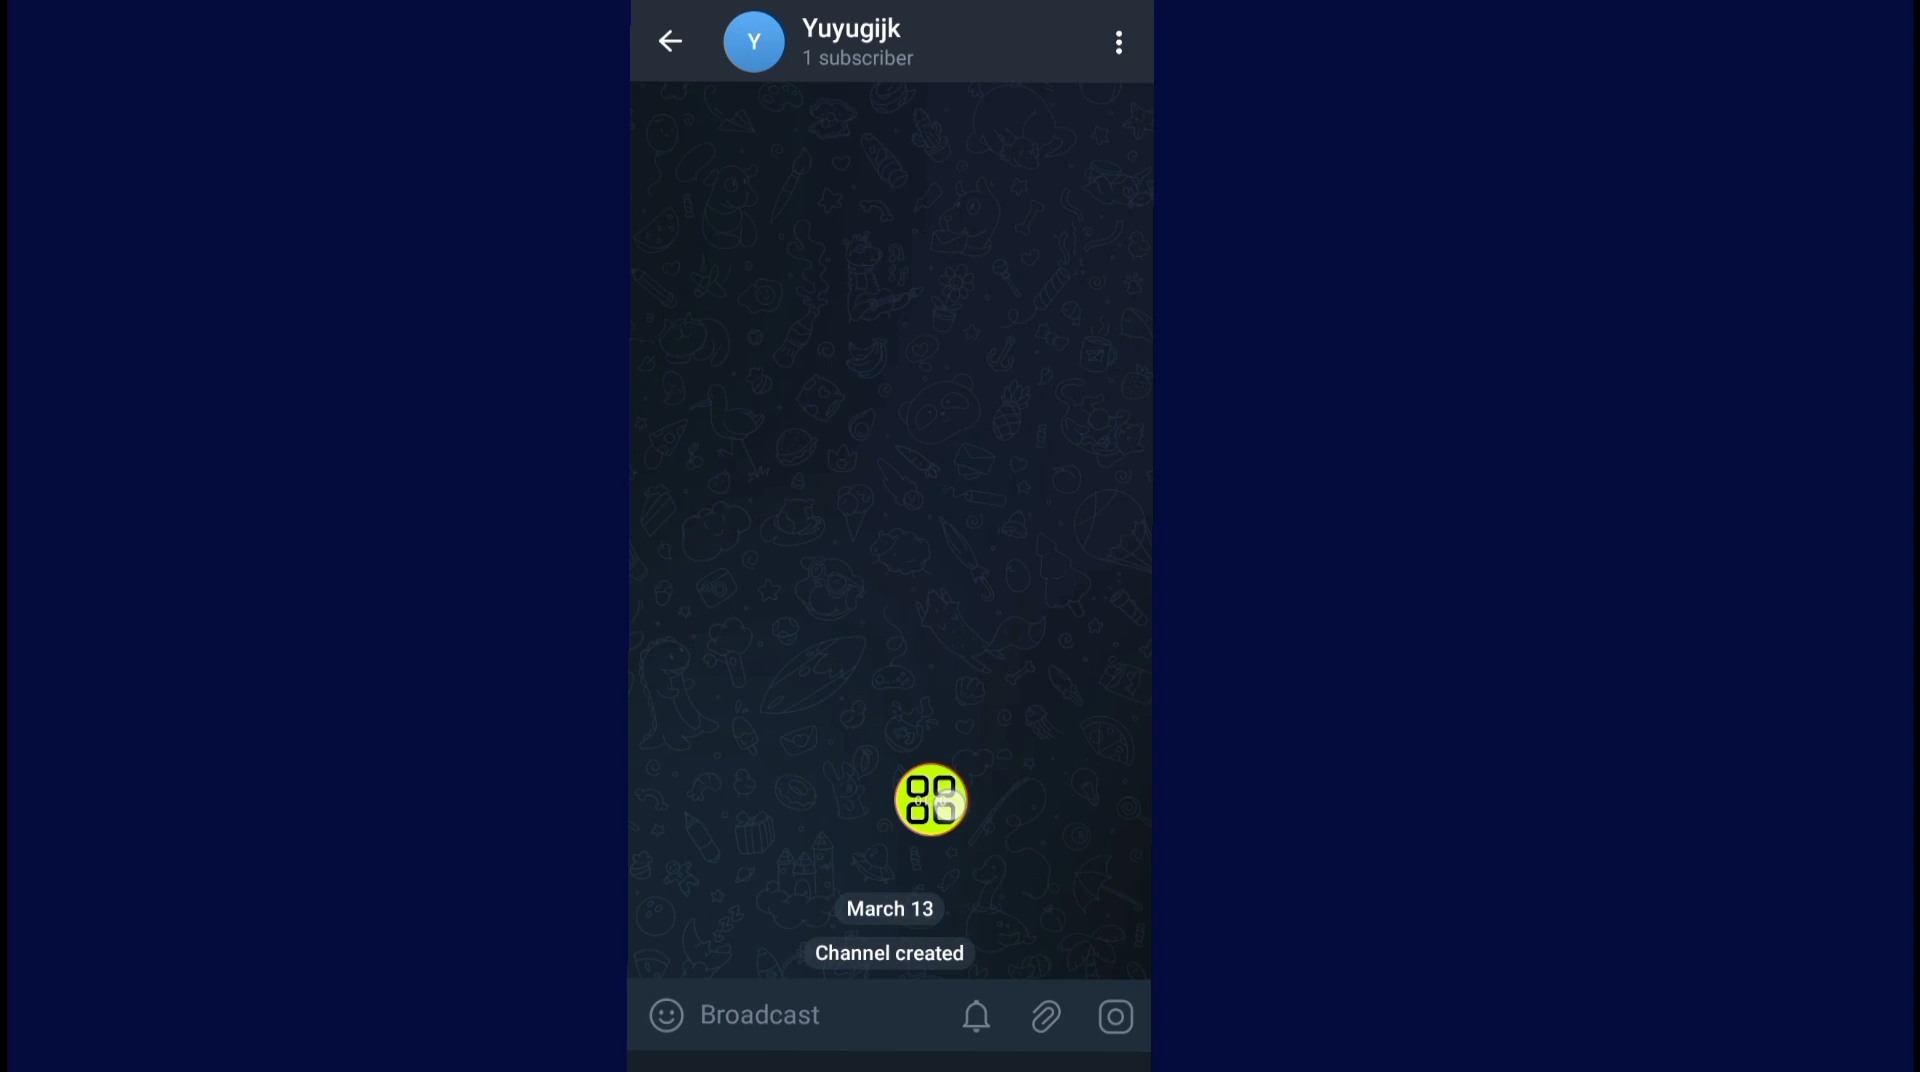 Y
Yuyugijk
1 subscriber
March 13
Channel created
Broadcast